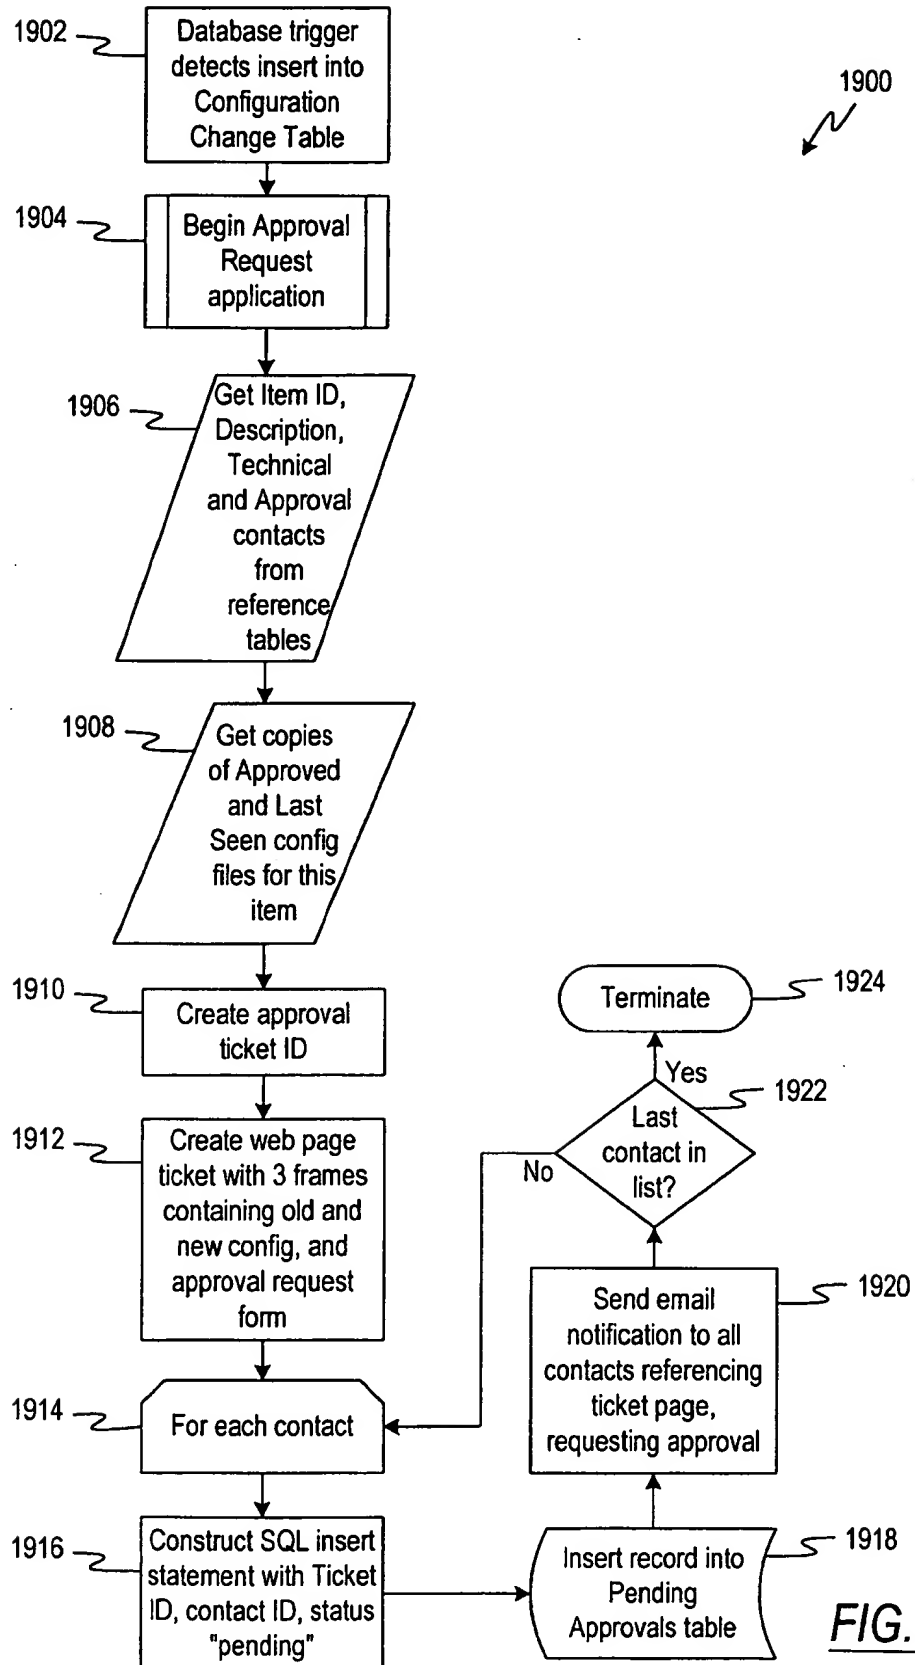 1902
Database trigger
detects insert into
Configuration
Change Table
1900
1904
Begin Approval
Request
application
1906
Get Item ID,
Description,
Technical
and Approval
contacts
from
reference
tables
1908
Get copies
of Approved
and Last
Seen config
files for this
item
1910
Create approval
ticket ID
1912
Create web page
ticket with 3 frames
containing old and
new config, and
approval request
form
1914
For each contact
1916
Construct SQL insert
statement with Ticket
ID, contact ID, status
"pending"
1918
Insert record into
Pending
Approvals table
1920
Send email
notification to all
contacts referencing
ticket page,
requesting approval
1922
Last
contact in
list?
No
Yes
1924
Terminate
FIG.